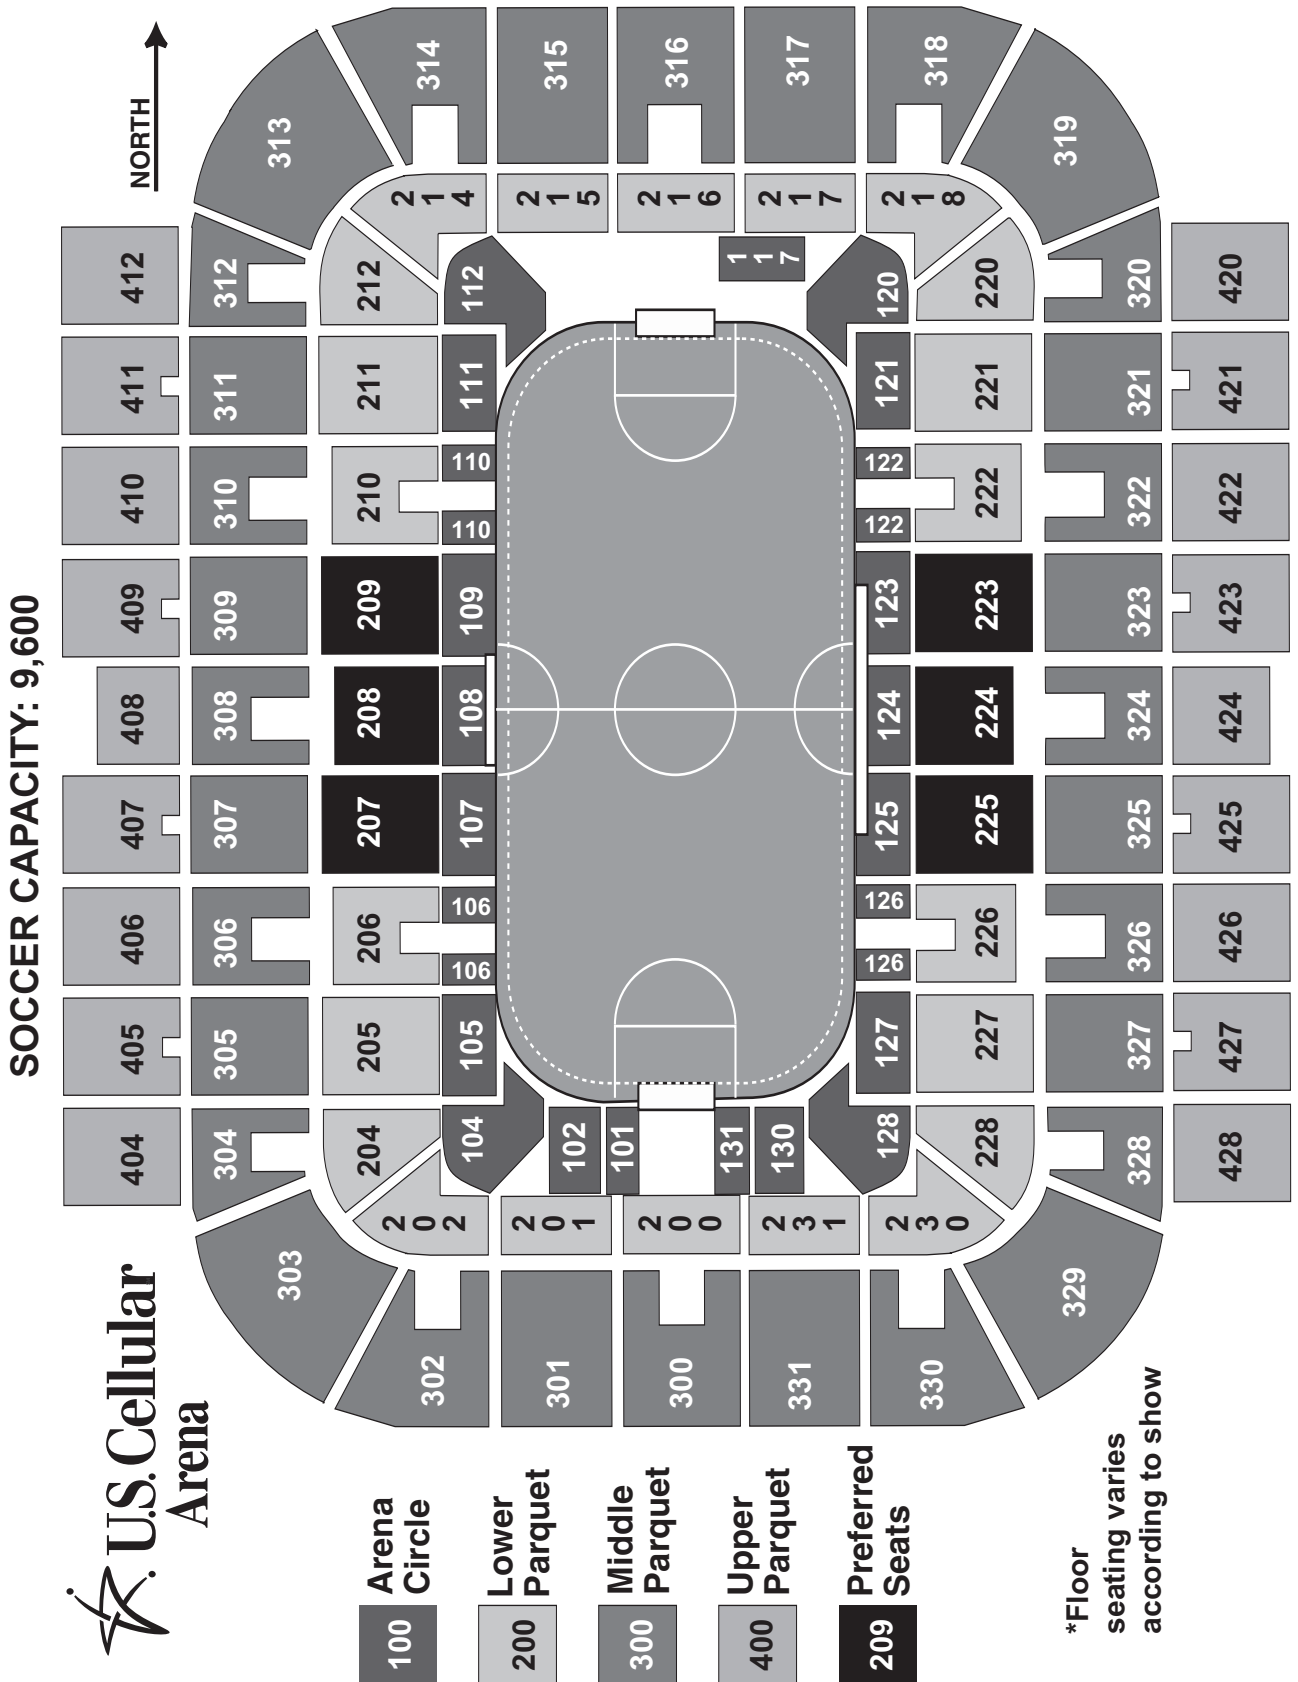 SOCCER CAPACITY: 9,600
U.S. Cellular
Arena
NORTH
100 Arena
Circle
200 Lower
Parquet
300 Middle
Parquet
400 Upper
Parquet
209 Preferred
Seats
*Floor
seating varies
according to show
404 405 406 407 408 409 410 411 412
303 304 305 306 307 308 309 310 311 312 313
204 205 206 207 208 209 210 211 212
104 105 106 106 107 108 109 110 110 111 112
302 202 214 314
301 201 102 215 315
300 200 101 216 316
331 231 131 130 117 217 317
330 230 218 318
128 127 126 126 125 124 123 122 122 121 120
228 227 226 225 224 223 222 221 220
329 328 327 326 325 324 323 322 321 320 319
428 427 426 425 424 423 422 421 420